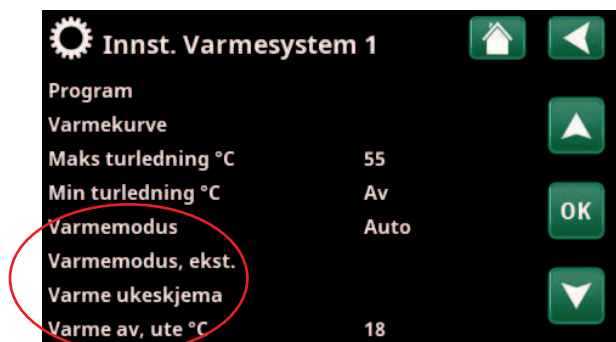 Innst. Varmesystem 1
Program
Varmekurve
Maks turledning °C 55
Min turledning °C Av
Varmemodus Auto
Varmemodus, ekst.
Varme ukeskjema
Varme av, ute °C 18
OK